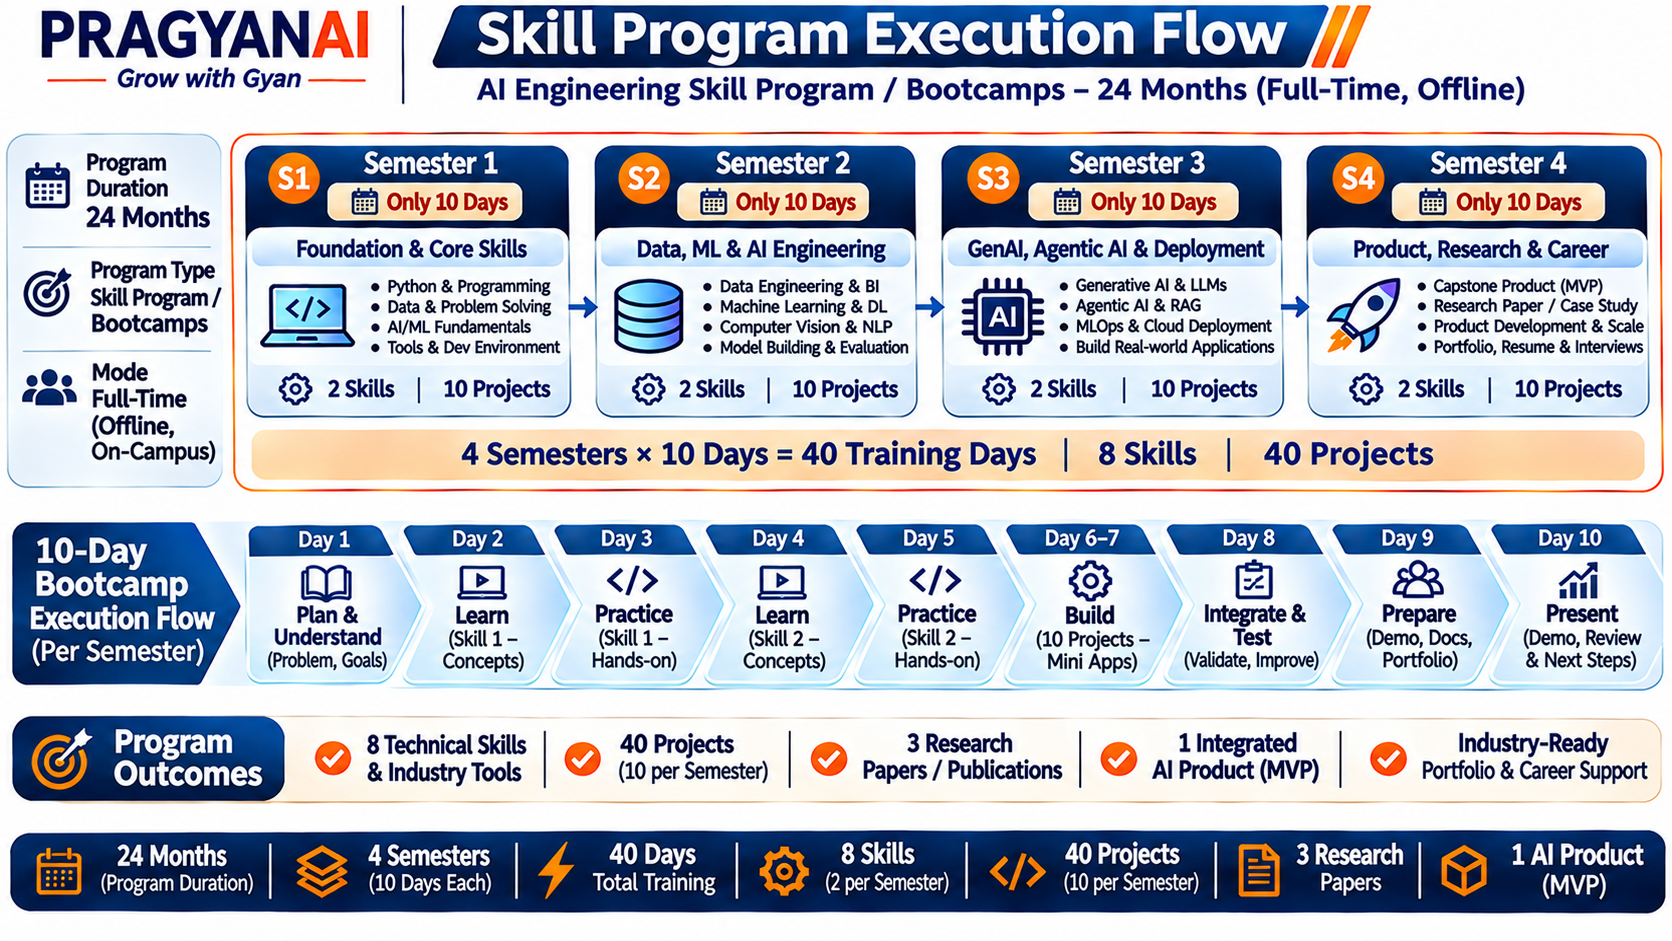 PRAGYANAI
Grow with Gyan
Skill Program Execution Flow
AI Engineering Skill Program / Bootcamps – 24 Months (Full-Time, Offline)
Program
Duration
24 Months
Program Type
Skill Program /
Bootcamps
Mode
Full-Time
(Offline,
On-Campus)
S1
Semester 1
Only 10 Days
Foundation & Core Skills
</>
• Python & Programming
• Data & Problem Solving
• AI/ML Fundamentals
• Tools & Dev Environment
2 Skills | 10 Projects
S2
Semester 2
Only 10 Days
Data, ML & AI Engineering
• Data Engineering & BI
• Machine Learning & DL
• Computer Vision & NLP
• Model Building & Evaluation
2 Skills | 10 Projects
S3
Semester 3
Only 10 Days
GenAI, Agentic AI & Deployment
AI
• Generative AI & LLMs
• Agentic AI & RAG
• MLOps & Cloud Deployment
• Build Real-world Applications
2 Skills | 10 Projects
S4
Semester 4
Only 10 Days
Product, Research & Career
• Capstone Product (MVP)
• Research Paper / Case Study
• Product Development & Scale
• Portfolio, Resume & Interviews
2 Skills | 10 Projects
4 Semesters × 10 Days = 40 Training Days | 8 Skills | 40 Projects
10-Day
Bootcamp
Execution Flow
(Per Semester)
Day 1
Plan &
Understand
(Problem, Goals)
Day 2
Learn
(Skill 1 –
Concepts)
Day 3
</>
Practice
(Skill 1 –
Hands-on)
Day 4
Learn
(Skill 2 –
Concepts)
Day 5
</>
Practice
(Skill 2 –
Hands-on)
Day 6–7
Build
(10 Projects –
Mini Apps)
Day 8
Integrate &
Test
(Validate, Improve)
Day 9
Prepare
(Demo, Docs,
Portfolio)
Day 10
Present
(Demo, Review
& Next Steps)
Program
Outcomes
8 Technical Skills
& Industry Tools
40 Projects
(10 per Semester)
3 Research
Papers / Publications
1 Integrated
AI Product (MVP)
Industry-Ready
Portfolio & Career Support
24 Months
(Program Duration)
4 Semesters
(10 Days Each)
40 Days
Total Training
8 Skills
(2 per Semester)
</>
40 Projects
(10 per Semester)
3 Research
Papers
1 AI Product
(MVP)